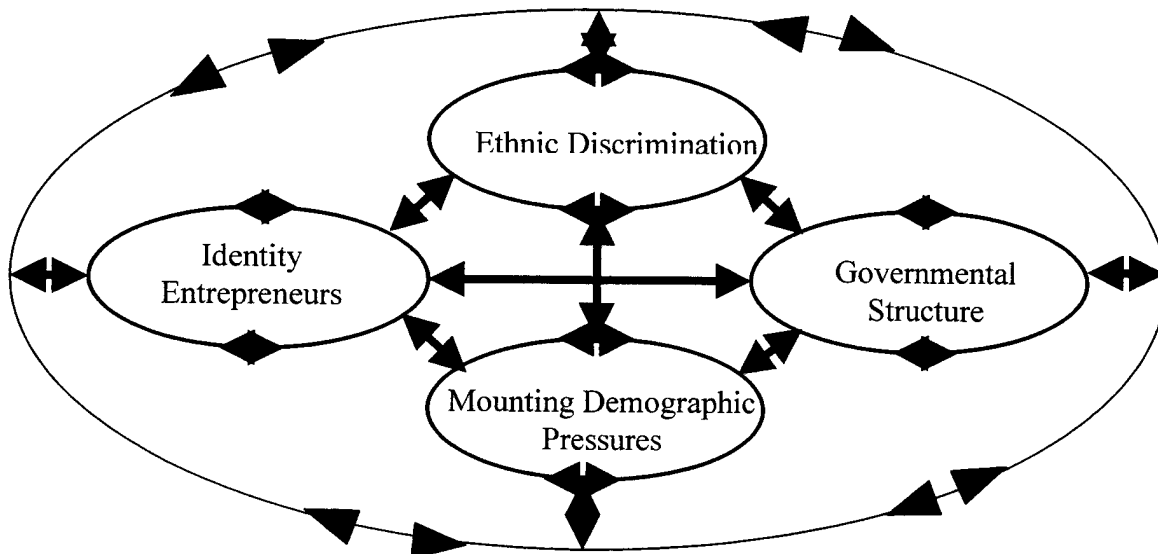 Ethnic Discrimination
Identity
Entrepreneurs
Governmental
Structure
Mounting Demographic
Pressures